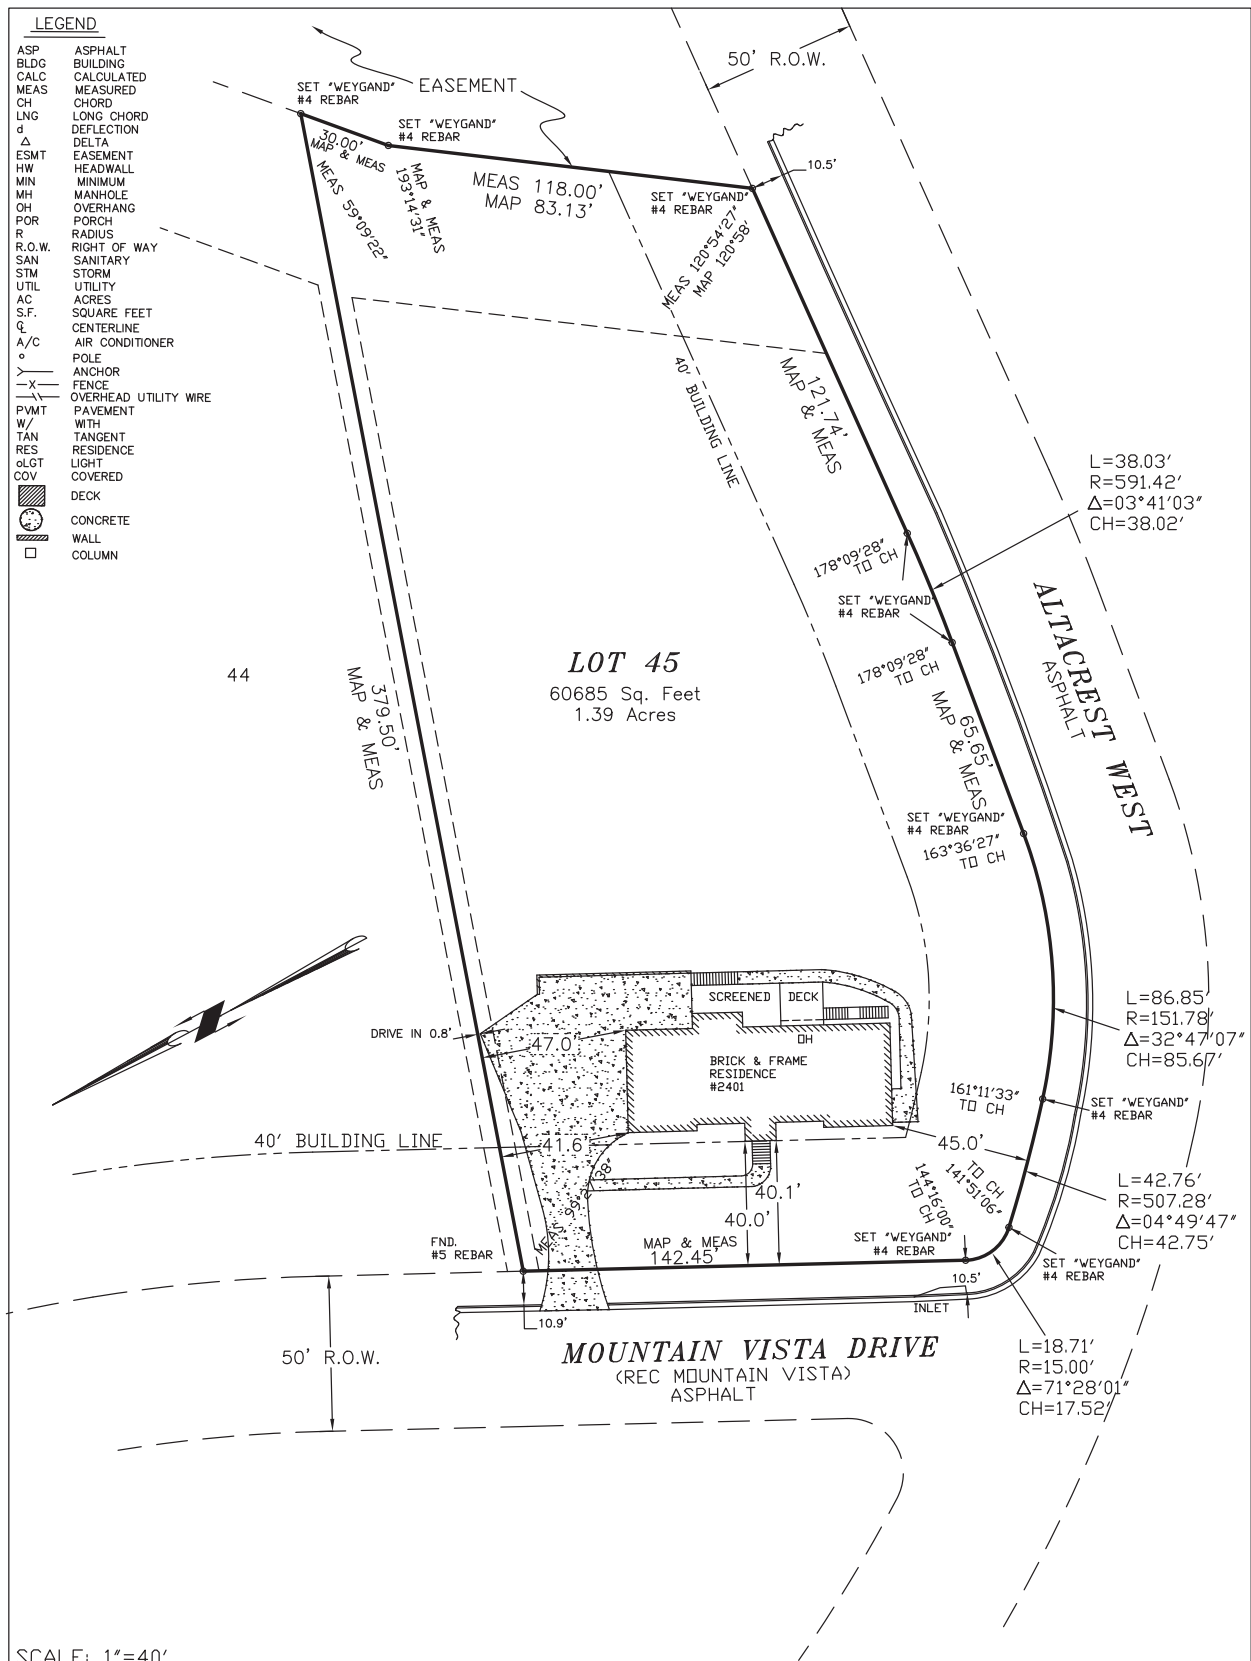 LEGEND
ASP ASPHALT
BLDG BUILDING
CALC CALCULATED
MEAS MEASURED
CH CHORD
LNG LONG CHORD
d DEFLECTION
Δ DELTA
ESMT EASEMENT
HW HEADWALL
MIN MINIMUM
MH MANHOLE
OH OVERHANG
POR PORCH
R RADIUS
R.O.W. RIGHT OF WAY
SAN SANITARY
STM STORM
UTIL UTILITY
AC ACRES
S.F. SQUARE FEET
℄ CENTERLINE
A/C AIR CONDITIONER
POLE
ANCHOR
—X— FENCE
OVERHEAD UTILITY WIRE
PVMT PAVEMENT
W/ WITH
TAN TANGENT
RES RESIDENCE
oLGT LIGHT
COV COVERED
DECK
CONCRETE
WALL
COLUMN
50' R.O.W.
EASEMENT
SET "WEYGAND"
#4 REBAR
SET "WEYGAND"
#4 REBAR
30.00'
MAP & MEAS
MEAS 59°09'22"
MAP & MEAS
193°14'31"
MEAS 118.00'
MAP 83.13'
SET "WEYGAND"
#4 REBAR
10.5'
MEAS 120°54'27"
MAP 120°58'
40' BUILDING LINE
121.74'
MAP & MEAS
L=38.03'
R=591.42'
Δ=03°41'03"
CH=38.02'
178°09'28"
TO CH
SET "WEYGAND"
#4 REBAR
178°09'28"
TO CH
ALTACREST WEST
ASPHALT
44
379.50'
MAP & MEAS
LOT 45
60685 Sq. Feet
1.39 Acres
65.65'
MAP & MEAS
SET "WEYGAND"
#4 REBAR
163°36'27"
TO CH
SCREENED
DECK
OH
DRIVE IN 0.8'
47.0'
BRICK & FRAME
RESIDENCE
#2401
L=86.85'
R=151.78'
Δ=32°47'07"
CH=85.67'
161°11'33"
TO CH
SET "WEYGAND"
#4 REBAR
40' BUILDING LINE
41.6'
45.0'
L=42.76'
R=507.28'
Δ=04°49'47"
CH=42.75'
TO CH
141°51'06"
144°16'00"
TO CH
40.1'
40.0'
FND.
#5 REBAR
MAP & MEAS
142.45'
SET "WEYGAND"
#4 REBAR
SET "WEYGAND"
#4 REBAR
10.5'
INLET
10.9'
50' R.O.W.
MOUNTAIN VISTA DRIVE
(REC MOUNTAIN VISTA)
ASPHALT
L=18.71'
R=15.00'
Δ=71°28'01"
CH=17.52'
SCALE: 1"=40'